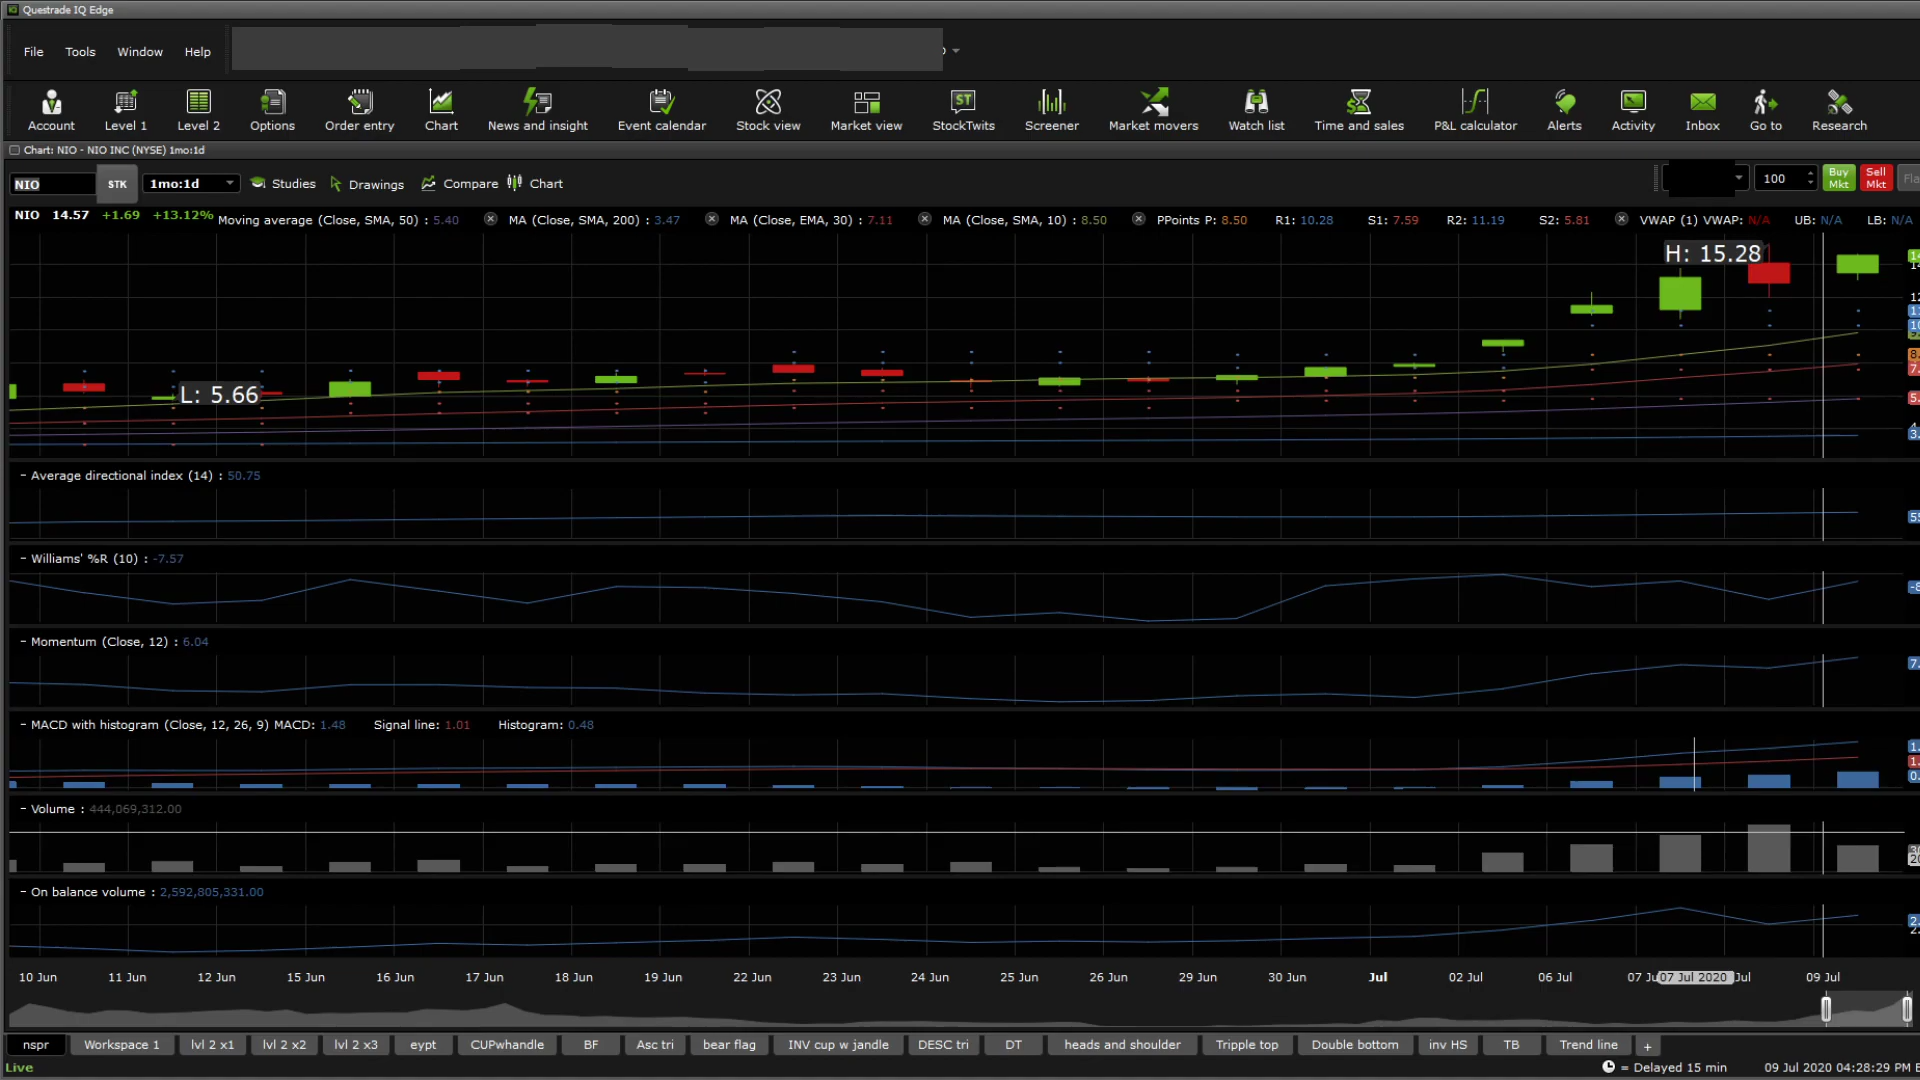 Questrade IQ Edge
File Tools Window Help
Account Level 1 Level 2 Options Order entry Chart News and insight Event calendar Stock view Market view StockTwits Screener Market movers Watch list Time and sales P&L calculator Alerts Activity Inbox Go to Research
Chart: NIO - NIO INC (NYSE) 1mo:1d
NIO STK 1mo:1d Studies Drawings Compare Chart 100 Buy Mkt Sell Mkt
NIO 14.57 +1.69 +13.12% Moving average (Close, SMA, 50) : 5.40 MA (Close, SMA, 200) : 3.47 MA (Close, EMA, 30) : 7.11 MA (Close, SMA, 10) : 8.50 PPoints P: 8.50 R1: 10.28 S1: 7.59 R2: 11.19 S2: 5.81 VWAP (1) VWAP: N/A UB: N/A LB: N/A
H: 15.28
L: 5.66
- Average directional index (14) : 50.75
- Williams' %R (10) : -7.57
- Momentum (Close, 12) : 6.04
- MACD with histogram (Close, 12, 26, 9) MACD: 1.48 Signal line: 1.01 Histogram: 0.48
- Volume : 444,069,312.00
- On balance volume : 2,592,805,331.00
10 Jun 11 Jun 12 Jun 15 Jun 16 Jun 17 Jun 18 Jun 19 Jun 22 Jun 23 Jun 24 Jun 25 Jun 26 Jun 29 Jun 30 Jun Jul 02 Jul 06 Jul 07 Jul 2020 09 Jul
nspr Workspace 1 lvl 2 x1 lvl 2 x2 lvl 2 x3 eypt CUPwhandle BF Asc tri bear flag INV cup w jandle DESC tri DT heads and shoulder Tripple top Double bottom inv HS TB Trend line +
Live = Delayed 15 min 09 Jul 2020 04:28:29 PM